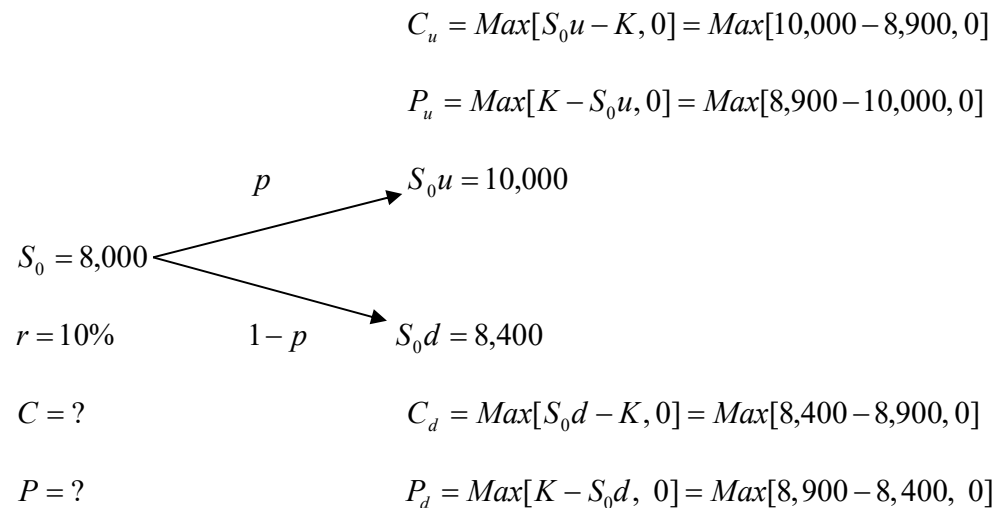 C_u = Max[S_0u − K, 0] = Max[10,000 − 8,900, 0]
P_u = Max[K − S_0u, 0] = Max[8,900 − 10,000, 0]
p
S_0u = 10,000
S_0 = 8,000
r = 10%
1 − p
S_0d = 8,400
C = ?
C_d = Max[S_0d − K, 0] = Max[8,400 − 8,900, 0]
P = ?
P_d = Max[K − S_0d, 0] = Max[8,900 − 8,400, 0]